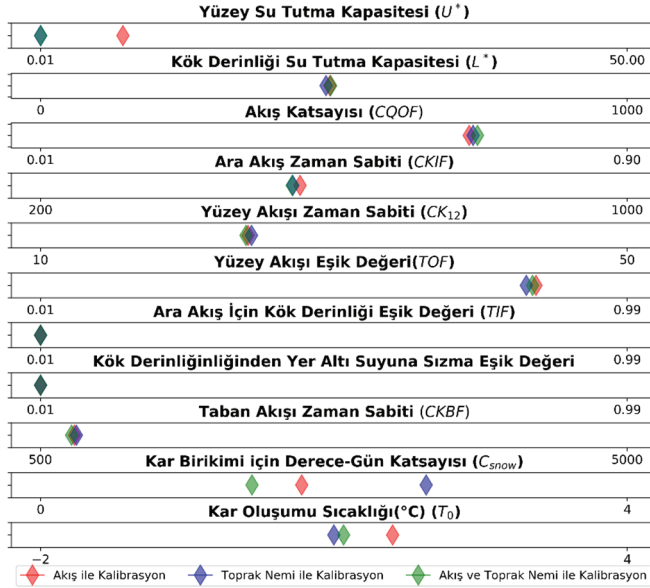 Yüzey Su Tutma Kapasitesi (U*)
0.01 50.00
Kök Derinliği Su Tutma Kapasitesi (L*)
0 1000
Akış Katsayısı (CQOF)
0.01 0.90
Ara Akış Zaman Sabiti (CKIF)
200 1000
Yüzey Akışı Zaman Sabiti (CK12)
10 50
Yüzey Akışı Eşik Değeri(TOF)
0.01 0.99
Ara Akış İçin Kök Derinliği Eşik Değeri (TIF)
0.01 0.99
Kök Derinliğinliğinden Yer Altı Suyuna Sızma Eşik Değeri
0.01 0.99
Taban Akışı Zaman Sabiti (CKBF)
500 5000
Kar Birikimi için Derece-Gün Katsayısı (Csnow)
0 4
Kar Oluşumu Sıcaklığı(°C) (T0)
−2 4
Akış ile Kalibrasyon Toprak Nemi ile Kalibrasyon Akış ve Toprak Nemi ile Kalibrasyon